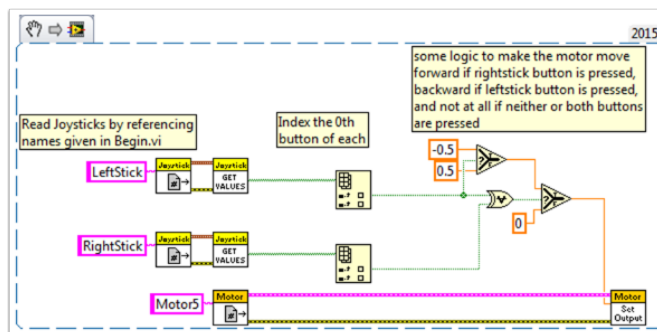 2015
some logic to make the motor move
forward if rightstick button is pressed,
backward if leftstick button is pressed,
and not at all if neither or both buttons
are pressed
Read Joysticks by referencing
names given in Begin.vi
Index the 0th
button of each
-0.5
0.5
LeftStick
Joystick
#
Joystick
GET
VALUES
?
?
0
RightStick
Joystick
#
Joystick
GET
VALUES
Motor5
Motor
#
Motor
Set
Output